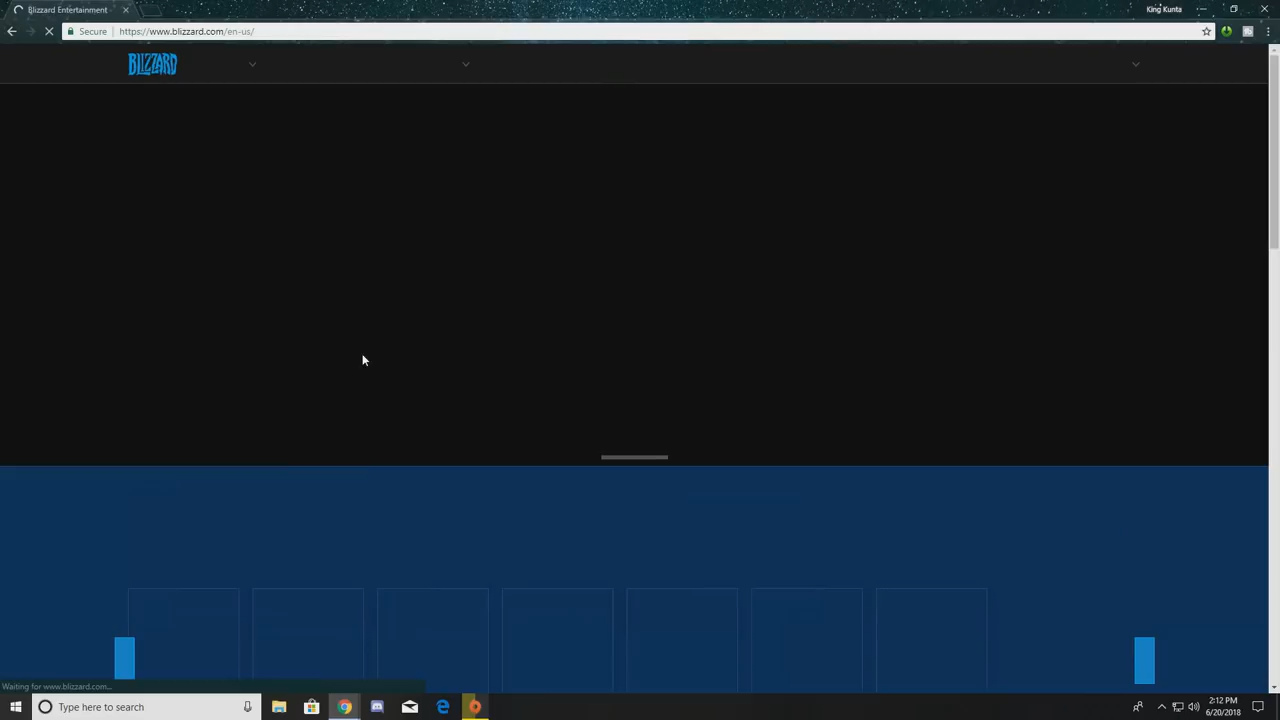 Blizzard Entertainment
King Kunta
Secure
https://www.blizzard.com/en-us/
BLIZZARD
Waiting for www.blizzard.com...
Type here to search
2:12 PM
6/20/2018